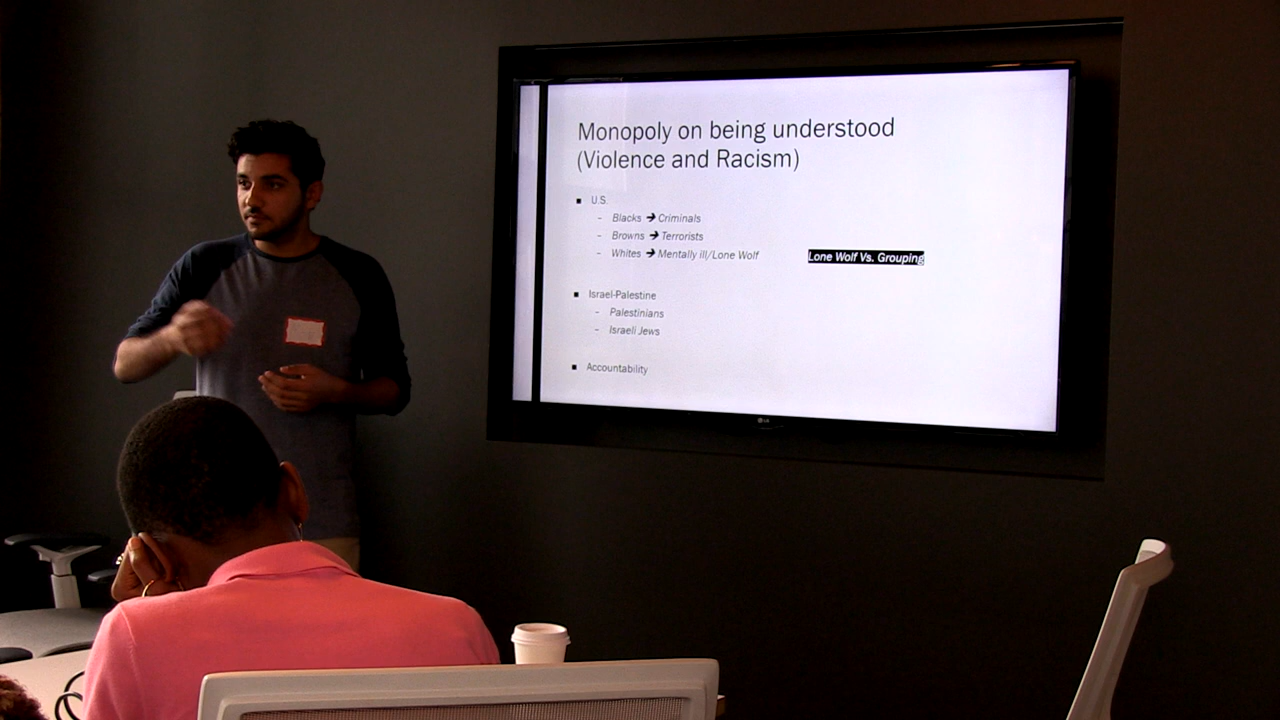 Monopoly on being understood
(Violence and Racism)
▪ U.S.
- Blacks → Criminals
- Browns → Terrorists
- Whites → Mentally ill/Lone Wolf
Lone Wolf Vs. Grouping
▪ Israel-Palestine
- Palestinians
- Israeli Jews
▪ Accountability
LG